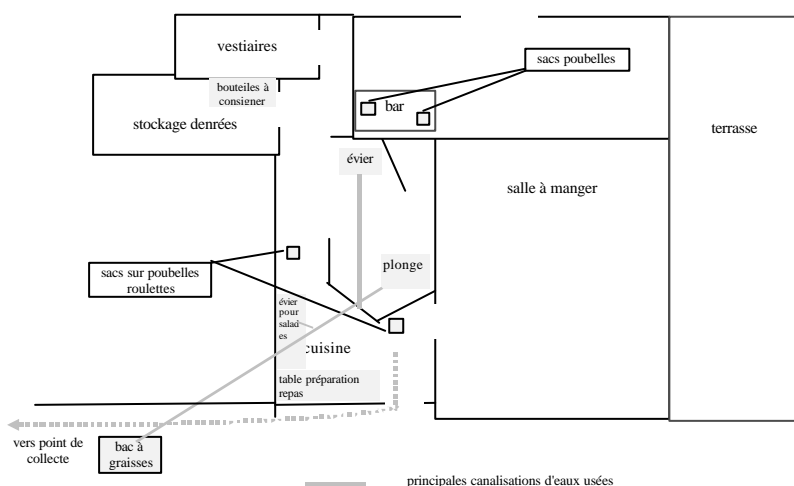 vestiaires
sacs poubelles
bouteiles à
consigner
bar
stockage denrées
terrasse
évier
salle à manger
plonge
sacs sur poubelles
roulettes
évier
pour
salad
es
cuisine
table préparation
repas
vers point de
collecte
bac à
graisses
principales canalisations d'eaux usées